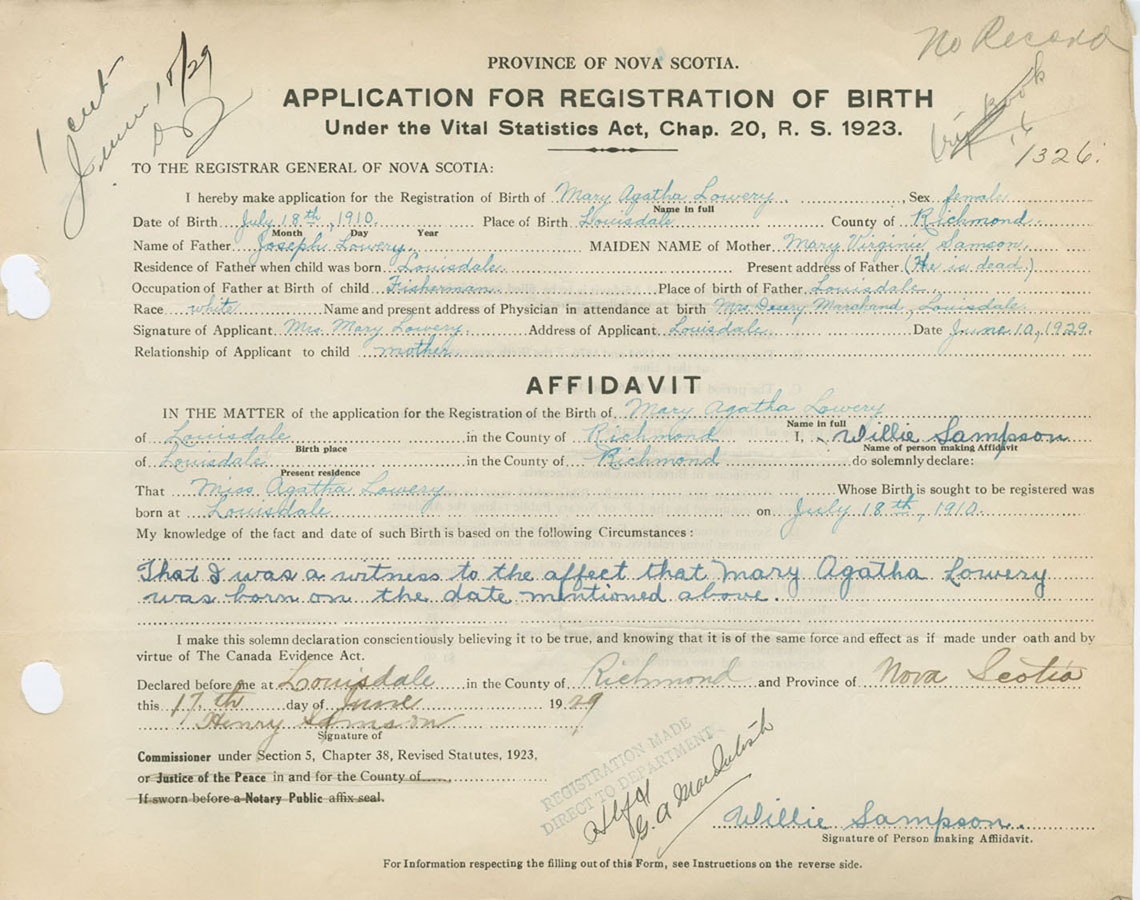 No Record
1 cert
June 18/29
book
1326.
PROVINCE OF NOVA SCOTIA.
APPLICATION FOR REGISTRATION OF BIRTH
Under the Vital Statistics Act, Chap. 20, R. S. 1923.
TO THE REGISTRAR GENERAL OF NOVA SCOTIA:
I hereby make application for the Registration of Birth of Mary Agatha Lowery, Sex female
Name in full
Date of Birth July 18th, 1910. Place of Birth Louisdale County of Richmond
Month Day Year
Name of Father Joseph Lowery. MAIDEN NAME of Mother Mary Virginie Samson.
Residence of Father when child was born Louisdale. Present address of Father (He is dead.)
Occupation of Father at Birth of child Fisherman Place of birth of Father Louisdale.
Race white Name and present address of Physician in attendance at birth Mrs Desery Marchand, Louisdale.
Signature of Applicant. Mrs. Mary Lowery. Address of Applicant. Louisdale. Date June 10, 1929.
Relationship of Applicant to child mother.
AFFIDAVIT
IN THE MATTER of the application for the Registration of the Birth of Mary Agatha Lowery
Name in full
of Louisdale in the County of Richmond I, Willie Sampson
Birth place Name of person making Affidavit
of Louisdale in the County of Richmond do solemnly declare:
Present residence
That Miss Agatha Lowery Whose Birth is sought to be registered was
born at Louisdale on July 18th, 1910.
My knowledge of the fact and date of such Birth is based on the following Circumstances:
That I was a witness to the affect that Mary Agatha Lowery
was born on the date mentioned above.
I make this solemn declaration conscientiously believing it to be true, and knowing that it is of the same force and effect as if made under oath and by
virtue of The Canada Evidence Act.
Declared before me at Louisdale in the County of Richmond and Province of Nova Scotia
this 17th day of June 1929
Henry Samson
Signature of
Commissioner under Section 5, Chapter 38, Revised Statutes, 1923,
or Justice of the Peace in and for the County of
If sworn before a Notary Public affix seal.
REGISTRATION MADE
DIRECT TO DEPARTMENT
Hlfx
G. A. MacIntosh
Willie Sampson.
Signature of Person making Affidavit.
For Information respecting the filling out of this Form, see Instructions on the reverse side.